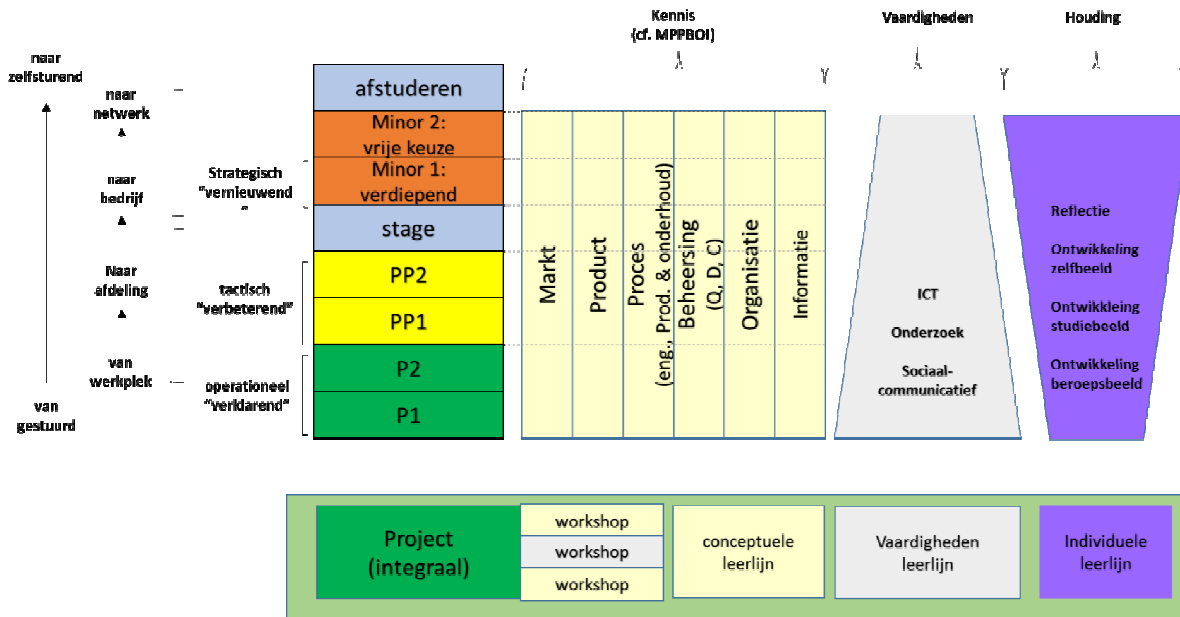 Kennis
(cf. MPPBOI)
Vaardigheden
Houding
naar
zelfsturend
naar
netwerk
naar
bedrijf
Naar
afdeling
van
werkplek
van
gestuurd
Strategisch
"vernieuwend
"
tactisch
"verbeterend"
operationeel
"verklarend"
afstuderen
Minor 2:
vrije keuze
Minor 1:
verdiepend
stage
PP2
PP1
P2
P1
Markt
Product
Proces
(eng., Prod. & onderhoud)
Beheersing
(Q, D, C)
Organisatie
Informatie
ICT
Onderzoek
Sociaal-
communicatief
Reflectie
Ontwikkeling
zelfbeeld
Ontwikkleing
studiebeeld
Ontwikkeling
beroepsbeeld
Project
(integraal)
workshop
workshop
workshop
conceptuele
leerlijn
Vaardigheden
leerlijn
Individuele
leerlijn